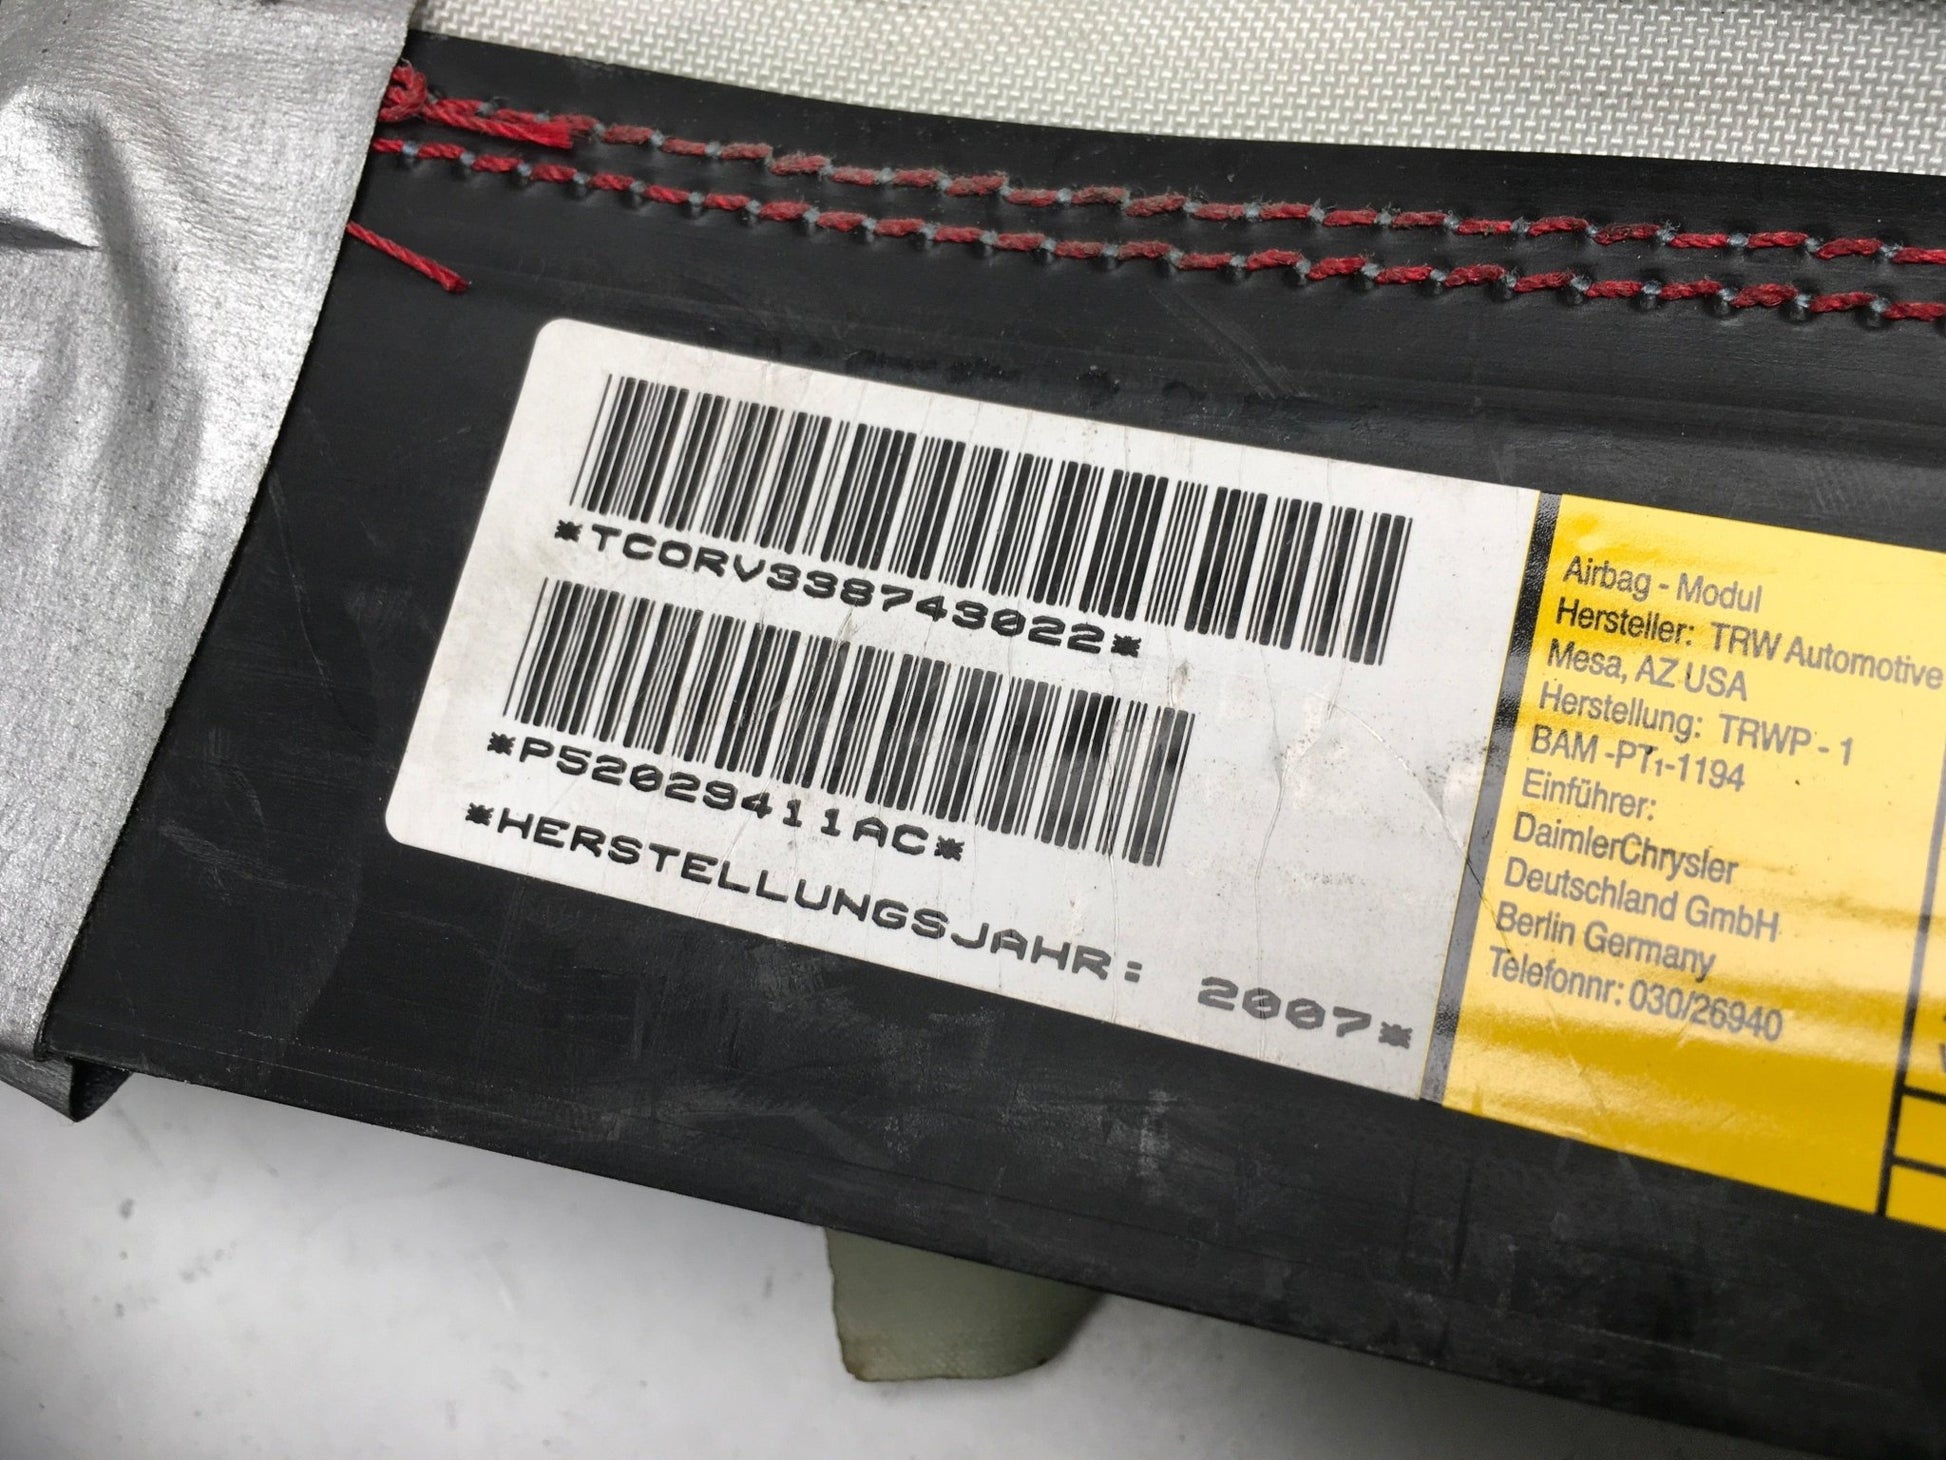 *TCORV338743022*
*P52029411AC*
*HERSTELLUNGSJAHR: 2007*
Airbag - Modul
Hersteller: TRW Automotive
Mesa, AZ USA
Herstellung: TRWP - 1
BAM -PT₁-1194
Einführer:
DaimlerChrysler
Deutschland GmbH
Berlin Germany
Telefonnr: 030/26940